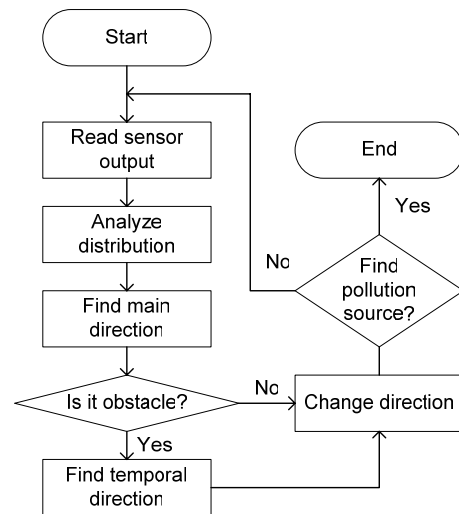 Start
Read sensor
output
Analyze
distribution
Find main
direction
Is it obstacle?
Yes
No
Find temporal
direction
Change direction
Find
pollution
source?
No
Yes
End